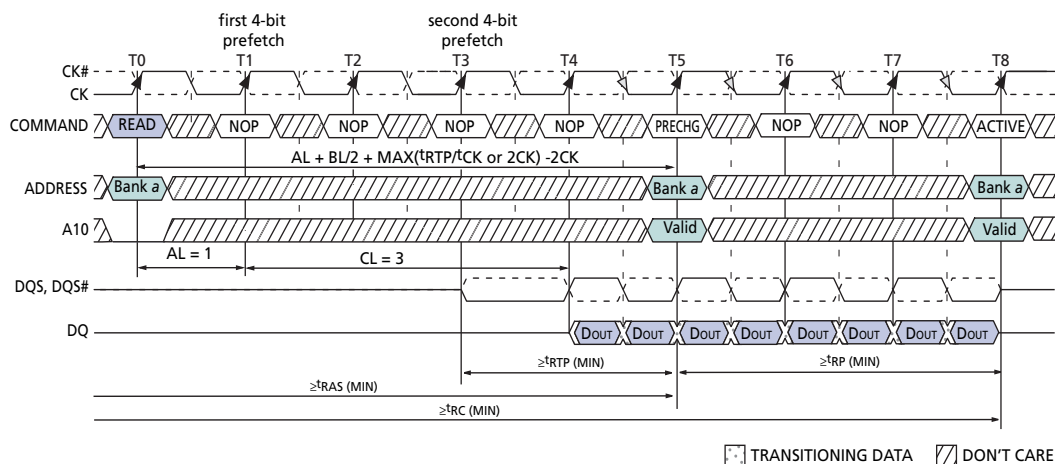 first 4-bit prefetch
second 4-bit prefetch
T0 T1 T2 T3 T4 T5 T6 T7 T8
CK#
CK
COMMAND READ NOP NOP NOP NOP PRECHG NOP NOP ACTIVE
AL + BL/2 + MAX(tRTP/tCK or 2CK) -2CK
ADDRESS Bank a Bank a Bank a
A10 Valid Valid
AL = 1 CL = 3
DQS, DQS#
DQ DOUT DOUT DOUT DOUT DOUT DOUT DOUT DOUT
≥tRTP (MIN) ≥tRP (MIN)
≥tRAS (MIN)
≥tRC (MIN)
TRANSITIONING DATA DON'T CARE